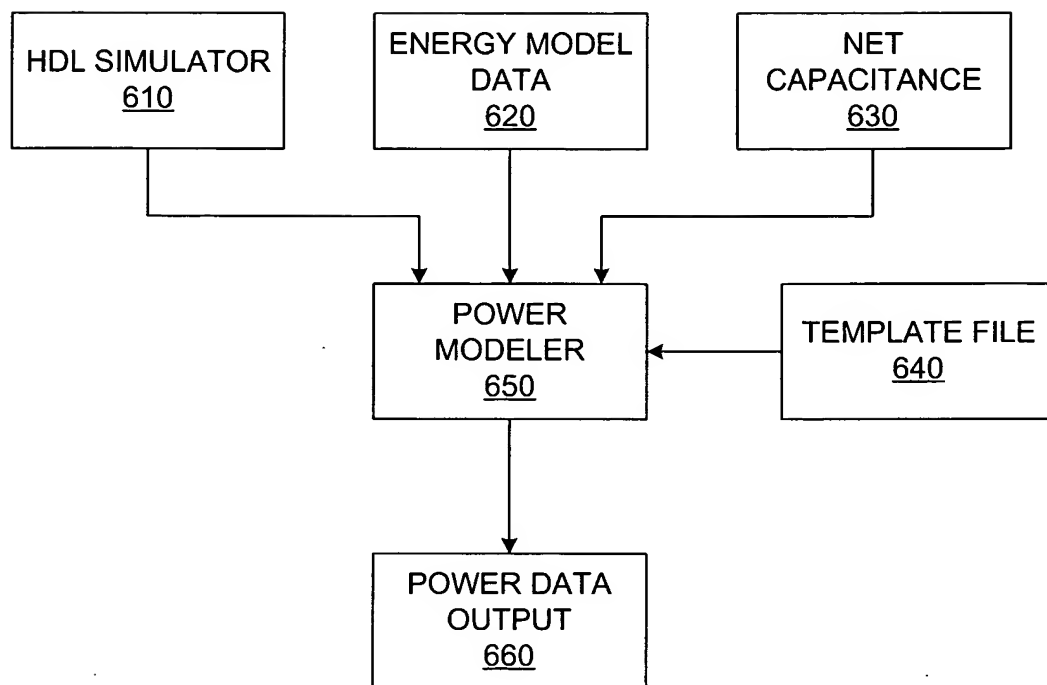 HDL SIMULATOR
610
ENERGY MODEL
DATA
620
NET
CAPACITANCE
630
POWER
MODELER
650
TEMPLATE FILE
640
POWER DATA
OUTPUT
660